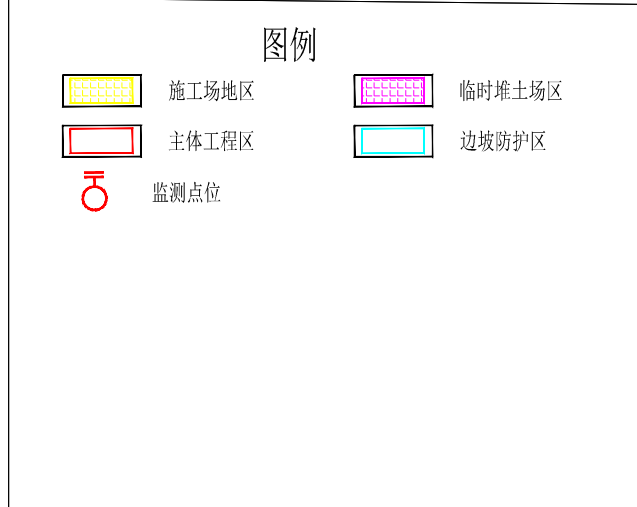 图例
施工场地区 临时堆土场区
主体工程区 边坡防护区
监测点位